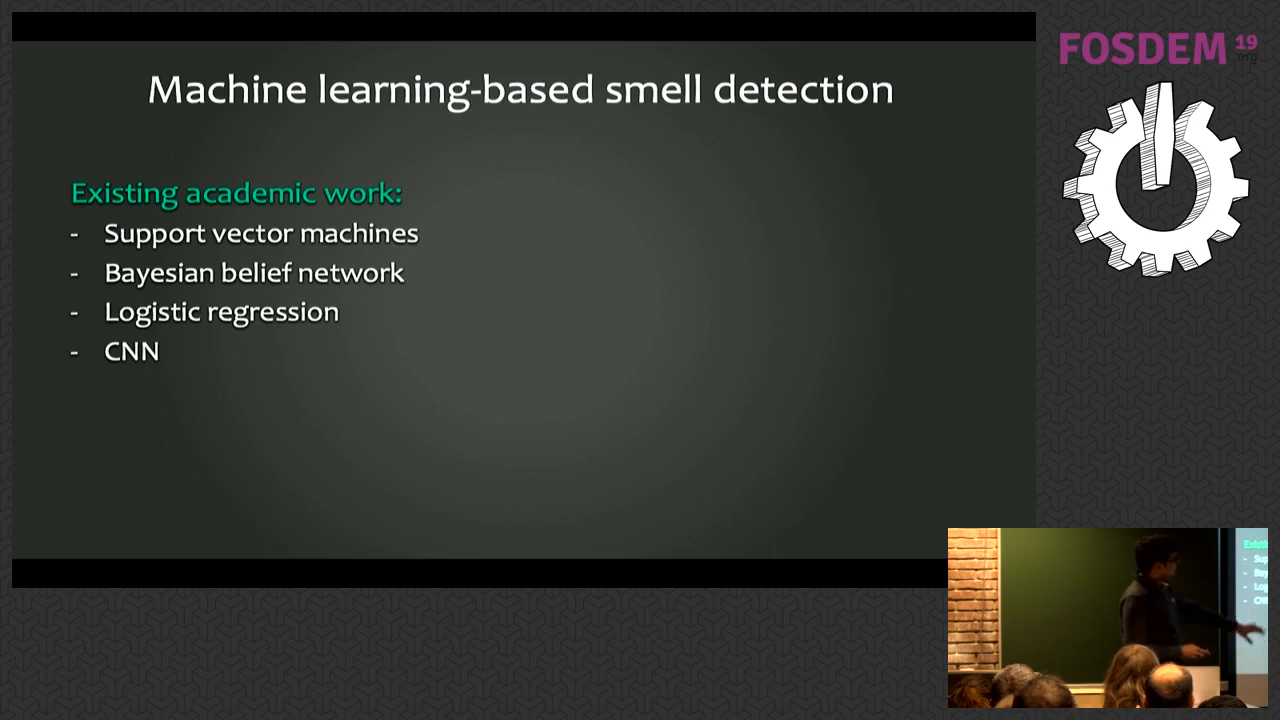 Machine learning-based smell detection
Existing academic work:
- Support vector machines
- Bayesian belief network
- Logistic regression
- CNN
FOSDEM 19
.org